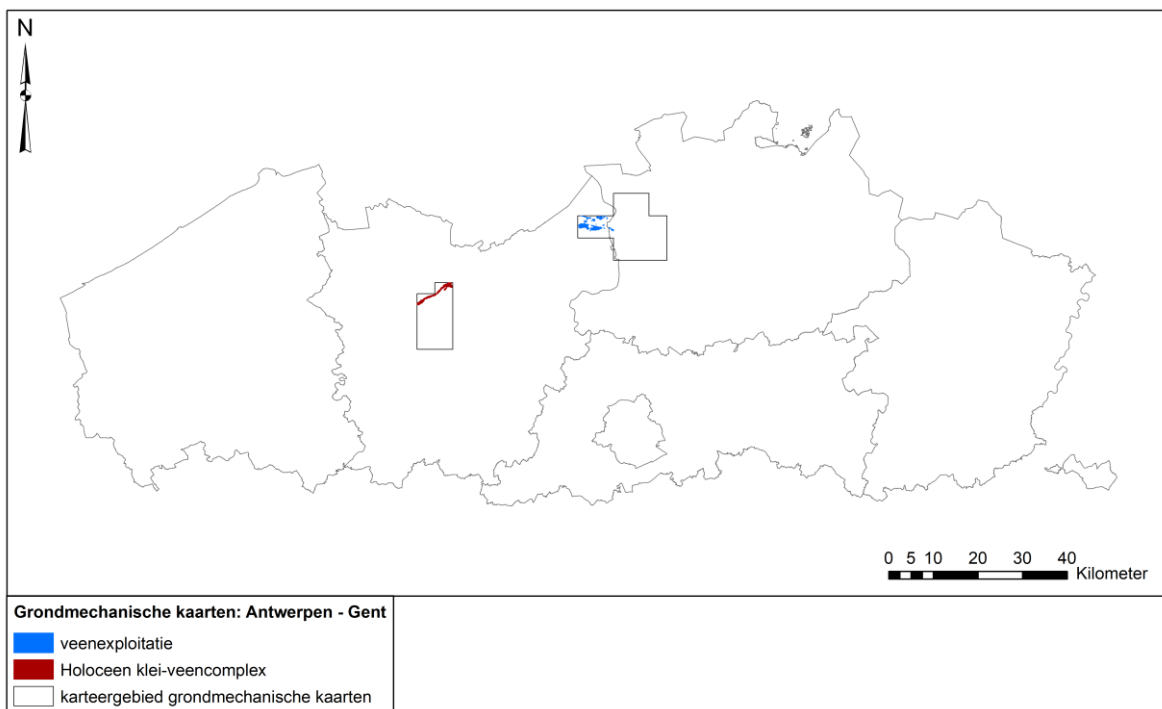 N
0 5 10 20 30 40
Kilometer
Grondmechanische kaarten: Antwerpen - Gent
veenexploitatie
Holoceen klei-veencomplex
karteergebied grondmechanische kaarten